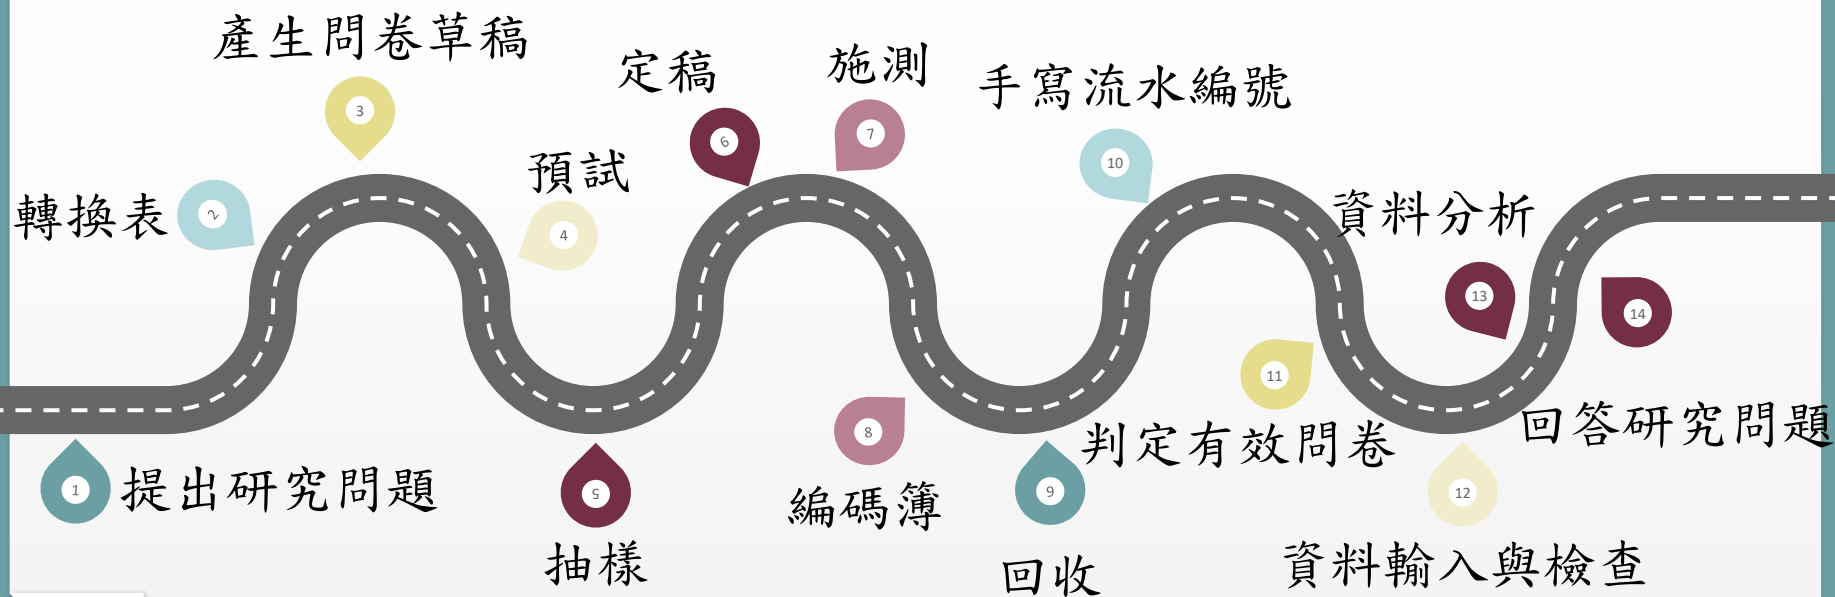 1
提出研究問題
2
轉換表
3
產生問卷草稿
4
預試
5
抽樣
6
定稿
7
施測
8
編碼簿
9
回收
10
手寫流水編號
11
判定有效問卷
12
資料輸入與檢查
13
資料分析
14
回答研究問題